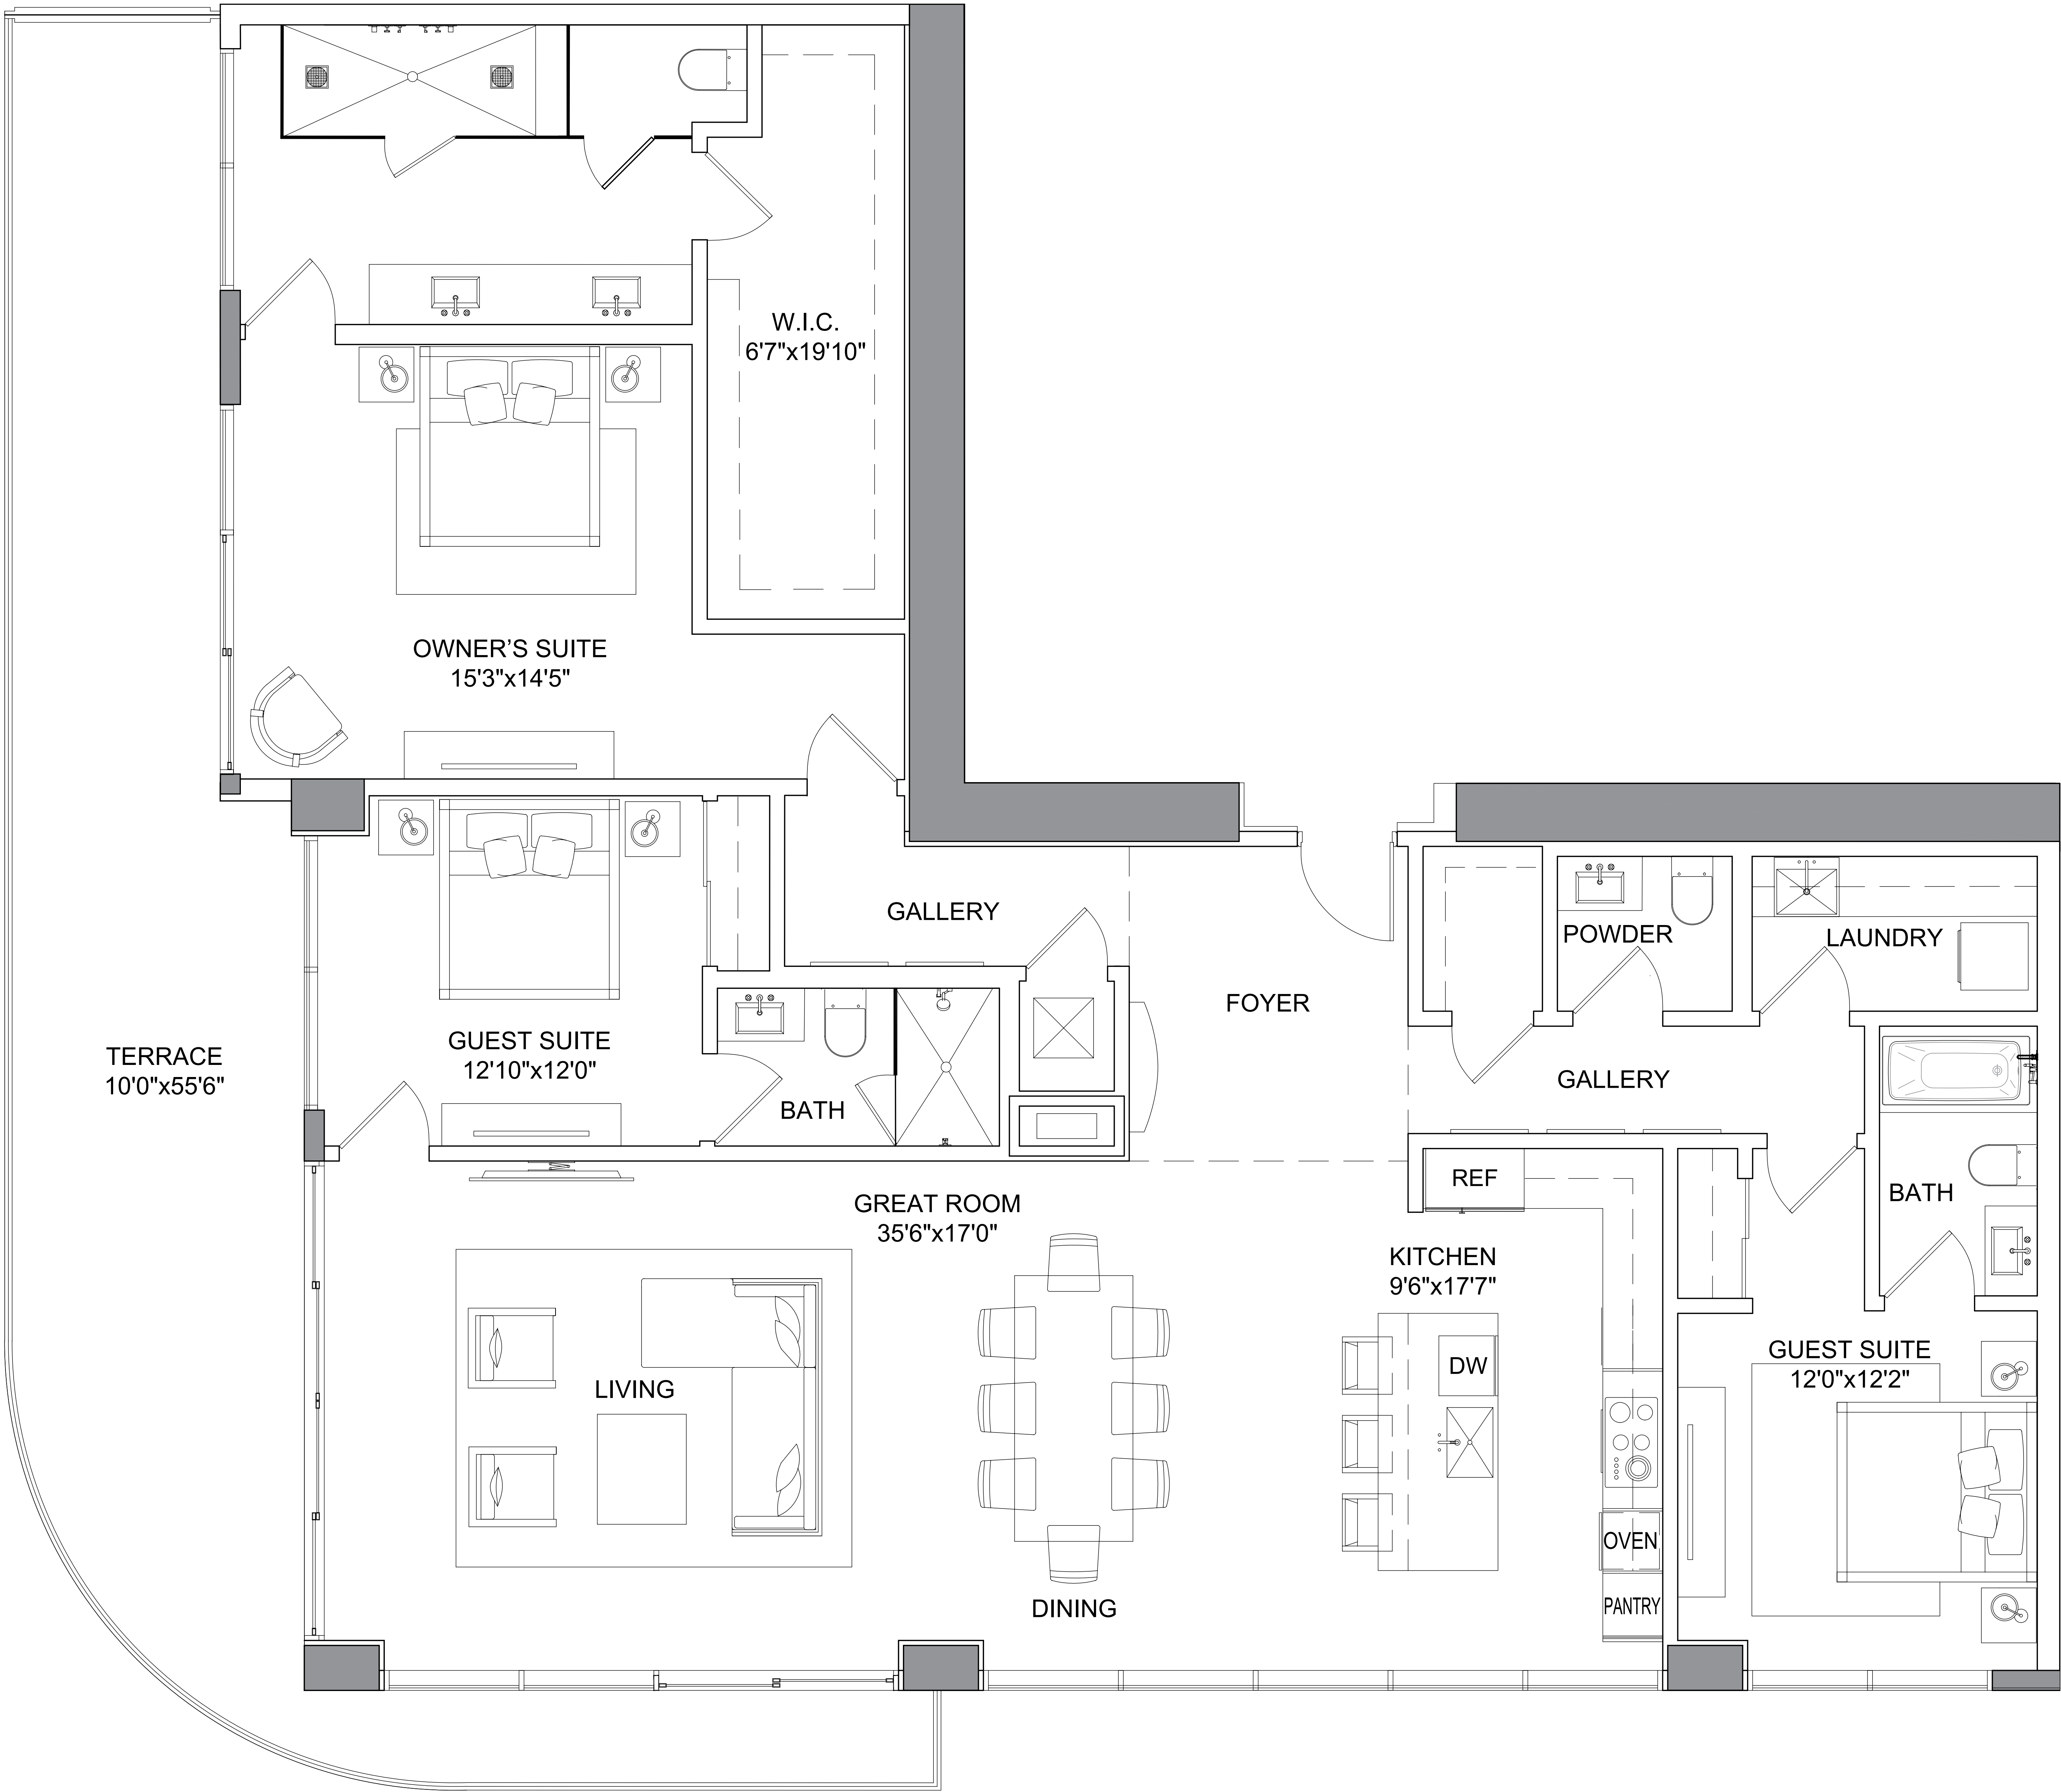 W.I.C.
6'7"x19'10"
OWNER’S SUITE
15'3"x14'5"
GALLERY
POWDER
LAUNDRY
FOYER
GUEST SUITE
12'10"x12'0"
TERRACE
10'0"x55'6"
BATH
GALLERY
REF
BATH
GREAT ROOM
35'6"x17'0"
KITCHEN
9'6"x17'7"
GUEST SUITE
12'0"x12'2"
DW
LIVING
OVEN
DINING
PANTRY